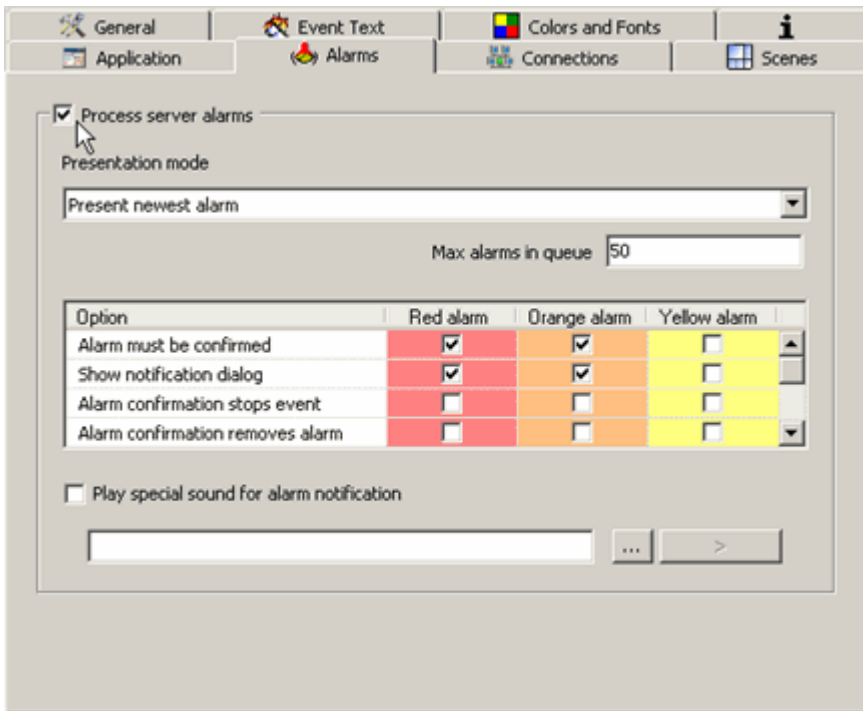 General Event Text Colors and Fonts
Application Alarms Connections Scenes
Process server alarms
Presentation mode
Present newest alarm
Max alarms in queue 50
Option Red alarm Orange alarm Yellow alarm
Alarm must be confirmed
Show notification dialog
Alarm confirmation stops event
Alarm confirmation removes alarm
Play special sound for alarm notification
... >